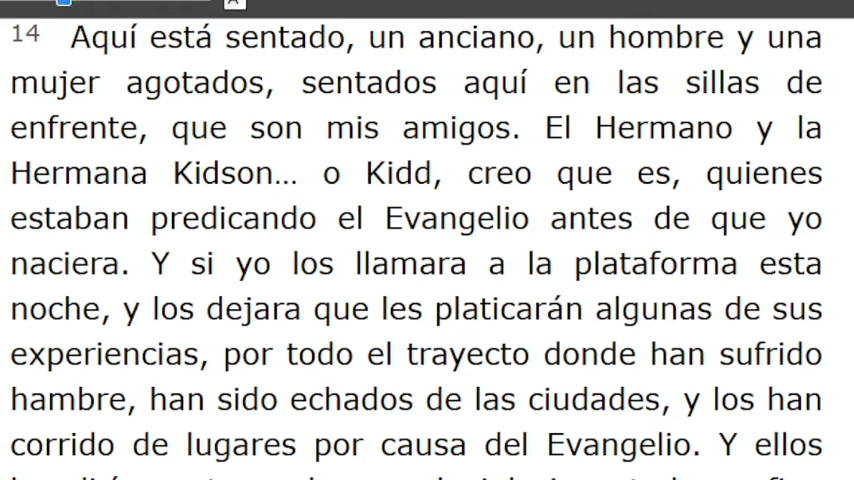 14 Aquí está sentado, un anciano, un hombre y una
mujer agotados, sentados aquí en las sillas de
enfrente, que son mis amigos. El Hermano y la
Hermana Kidson... o Kidd, creo que es, quienes
estaban predicando el Evangelio antes de que yo
naciera. Y si yo los llamara a la plataforma esta
noche, y los dejara que les platicarán algunas de sus
experiencias, por todo el trayecto donde han sufrido
hambre, han sido echados de las ciudades, y los han
corrido de lugares por causa del Evangelio. Y ellos